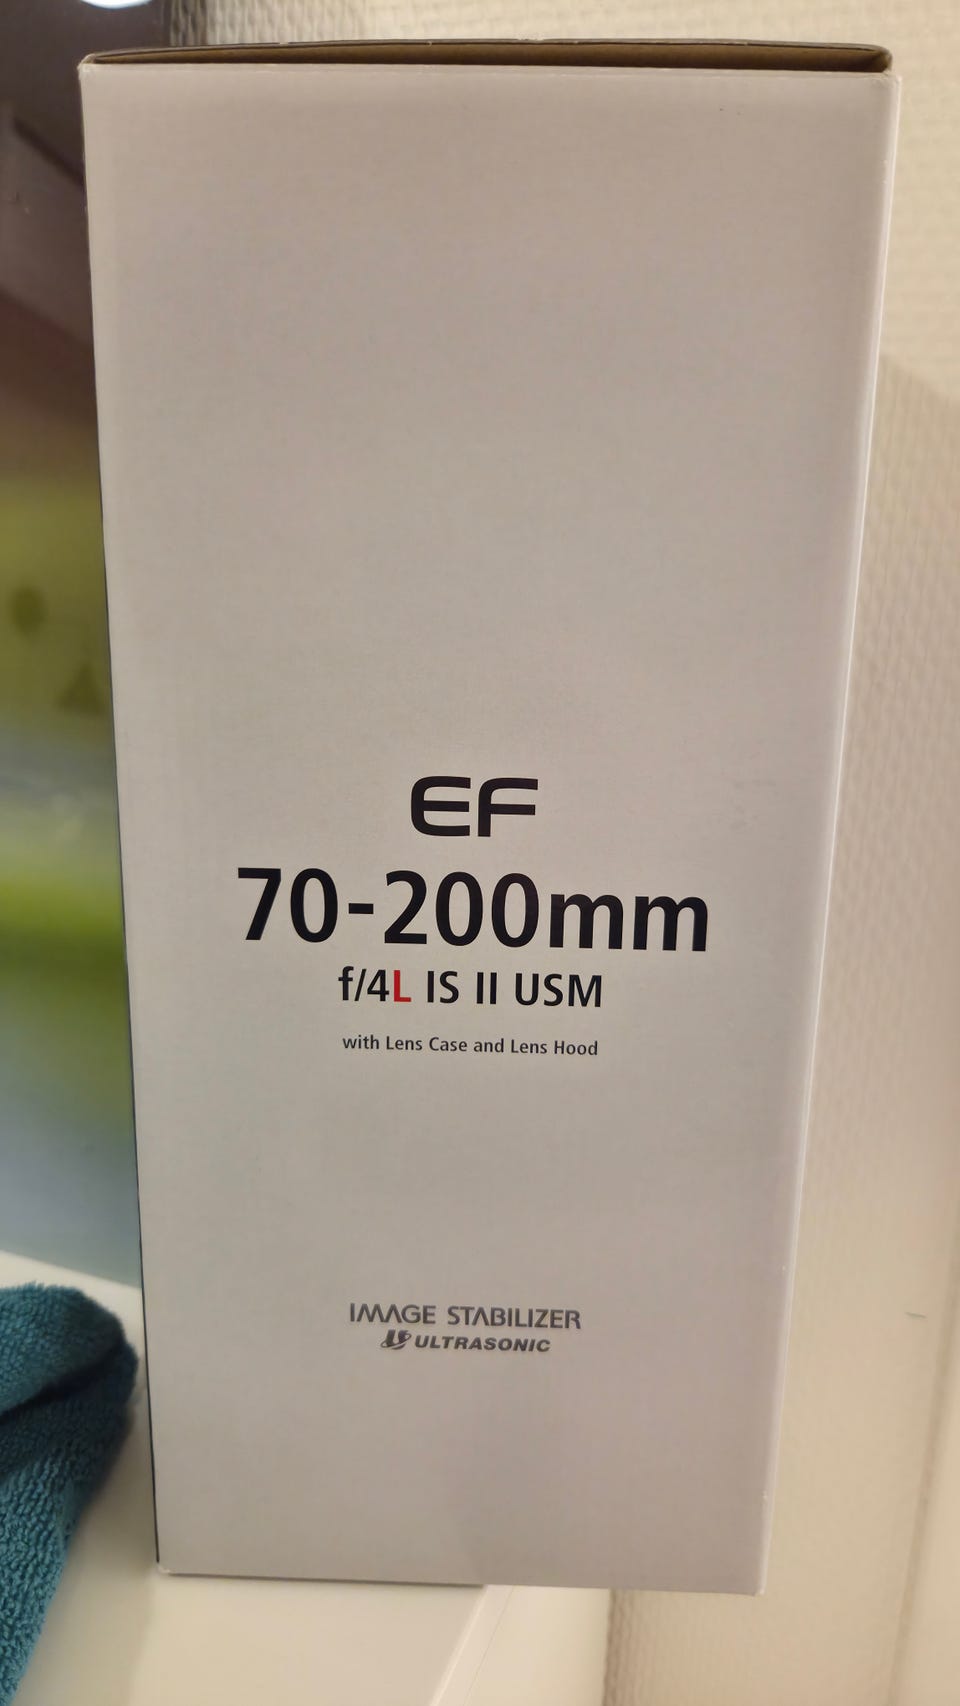 EF
70-200mm
f/4L IS II USM
with Lens Case and Lens Hood
IMAGE STABILIZER
ULTRASONIC